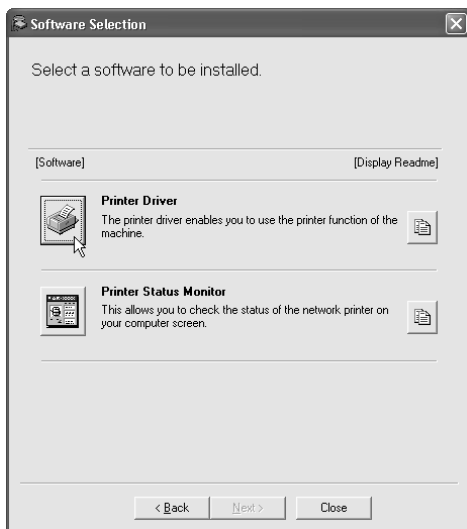 Software Selection
Select a software to be installed.
[Software] [Display Readme]
Printer Driver
The printer driver enables you to use the printer function of the
machine.
Printer Status Monitor
This allows you to check the status of the network printer on
your computer screen.
< Back Next > Close